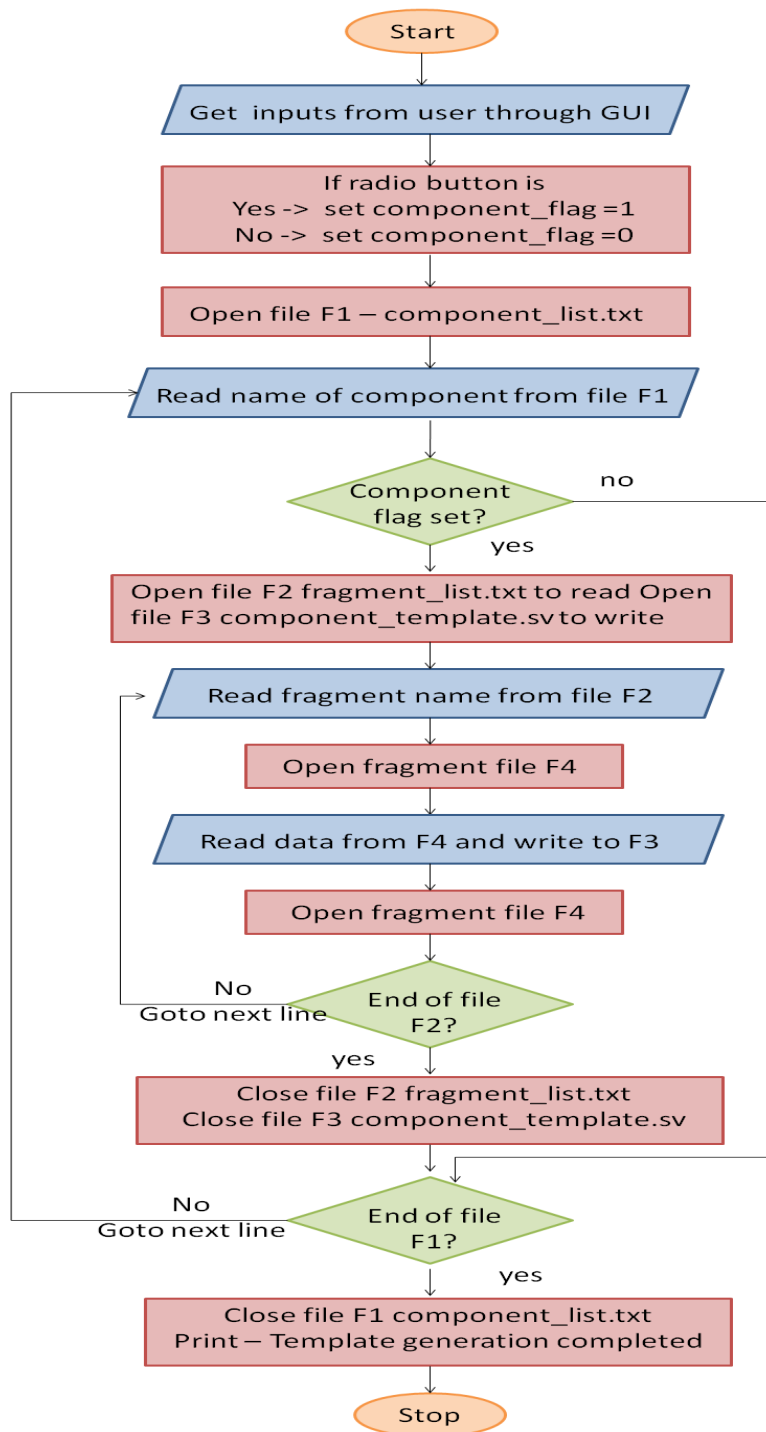 Start
Get inputs from user through GUI
If radio button is
Yes -> set component_flag =1
No -> set component_flag =0
Open file F1 – component_list.txt
Read name of component from file F1
Component
flag set?
no
yes
Open file F2 fragment_list.txt to read Open
file F3 component_template.sv to write
Read fragment name from file F2
Open fragment file F4
Read data from F4 and write to F3
Open fragment file F4
End of file
F2?
No
Goto next line
yes
Close file F2 fragment_list.txt
Close file F3 component_template.sv
End of file
F1?
No
Goto next line
yes
Close file F1 component_list.txt
Print – Template generation completed
Stop